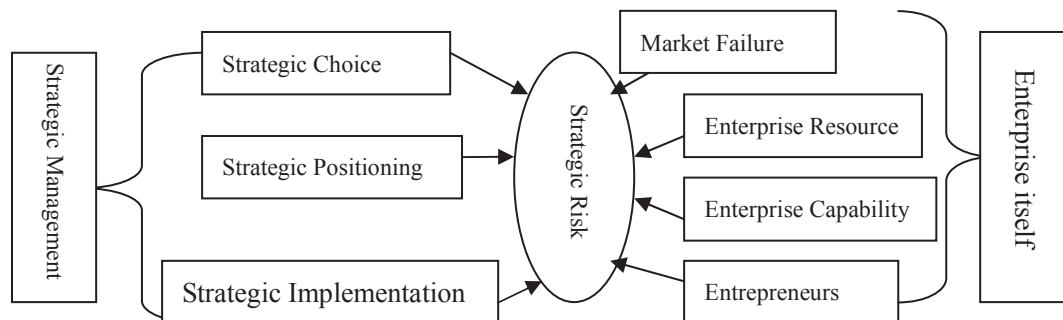 Strategic Management
Strategic Choice
Strategic Positioning
Strategic Implementation
Strategic Risk
Market Failure
Enterprise Resource
Enterprise Capability
Entrepreneurs
Enterprise itself